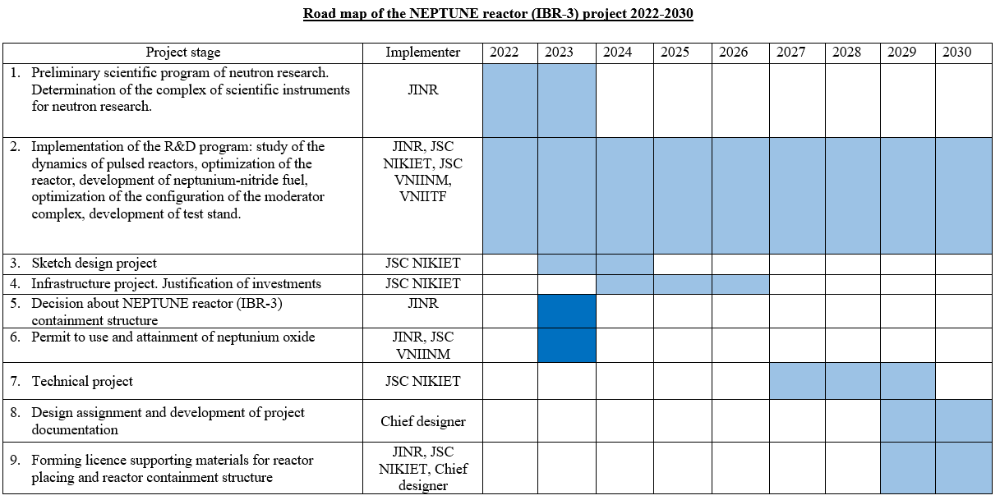 Road map of the NEPTUNE reactor (IBR-3) project 2022-2030
Project stage Implementer 2022 2023 2024 2025 2026 2027 2028 2029 2030
1. Preliminary scientific program of neutron research.
Determination of the complex of scientific instruments
for neutron research.
JINR
2. Implementation of the R&D program: study of the
dynamics of pulsed reactors, optimization of the
reactor, development of neptunium-nitride fuel,
optimization of the configuration of the moderator
complex, development of test stand.
JINR, JSC
NIKIET, JSC
VNIINM,
VNIITF
3. Sketch design project
JSC NIKIET
4. Infrastructure project. Justification of investments
JSC NIKIET
5. Decision about NEPTUNE reactor (IBR-3)
containment structure
JINR
6. Permit to use and attainment of neptunium oxide
JINR, JSC
VNIINM
7. Technical project
JSC NIKIET
8. Design assignment and development of project
documentation
Chief designer
9. Forming licence supporting materials for reactor
placing and reactor containment structure
JINR, JSC
NIKIET, Chief
designer